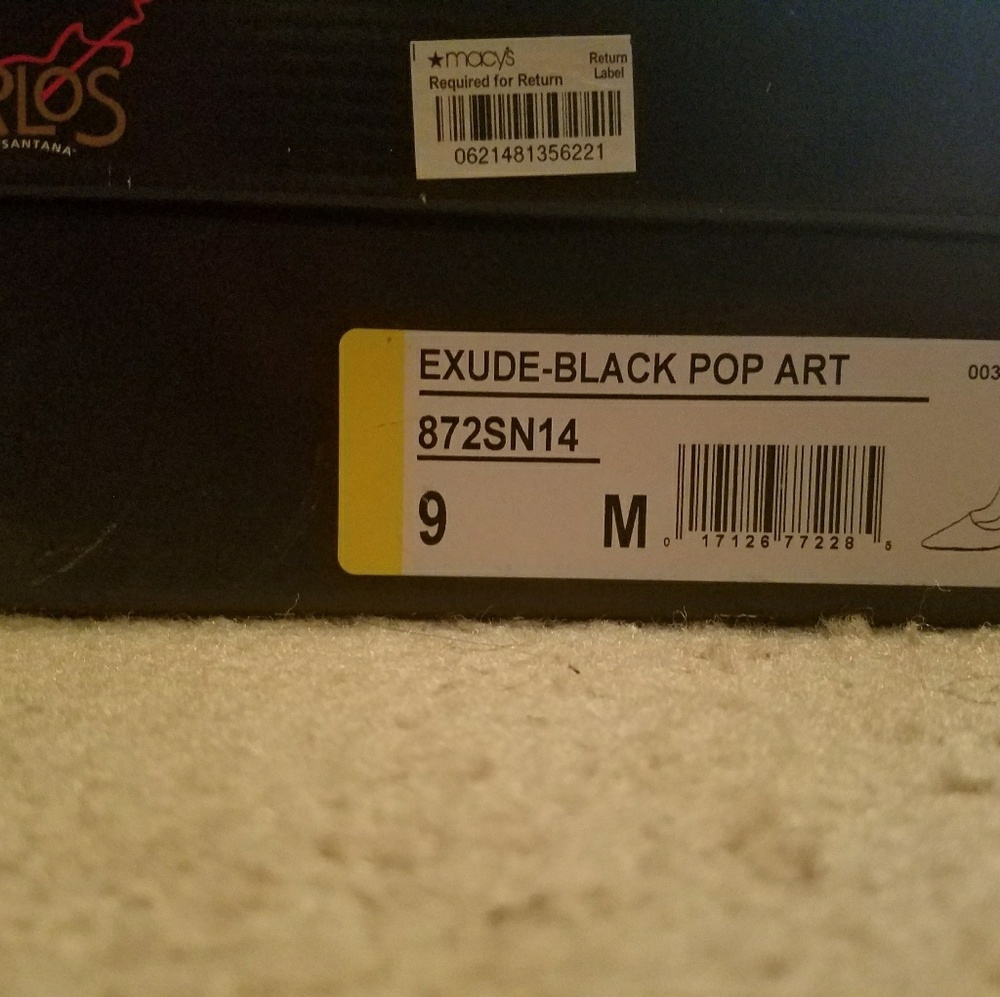 RLOS
SANTANA
★macy's
Return
Label
Required for Return
0621481356221
EXUDE-BLACK POP ART
003
872SN14
9 M
0 17126 77228 5